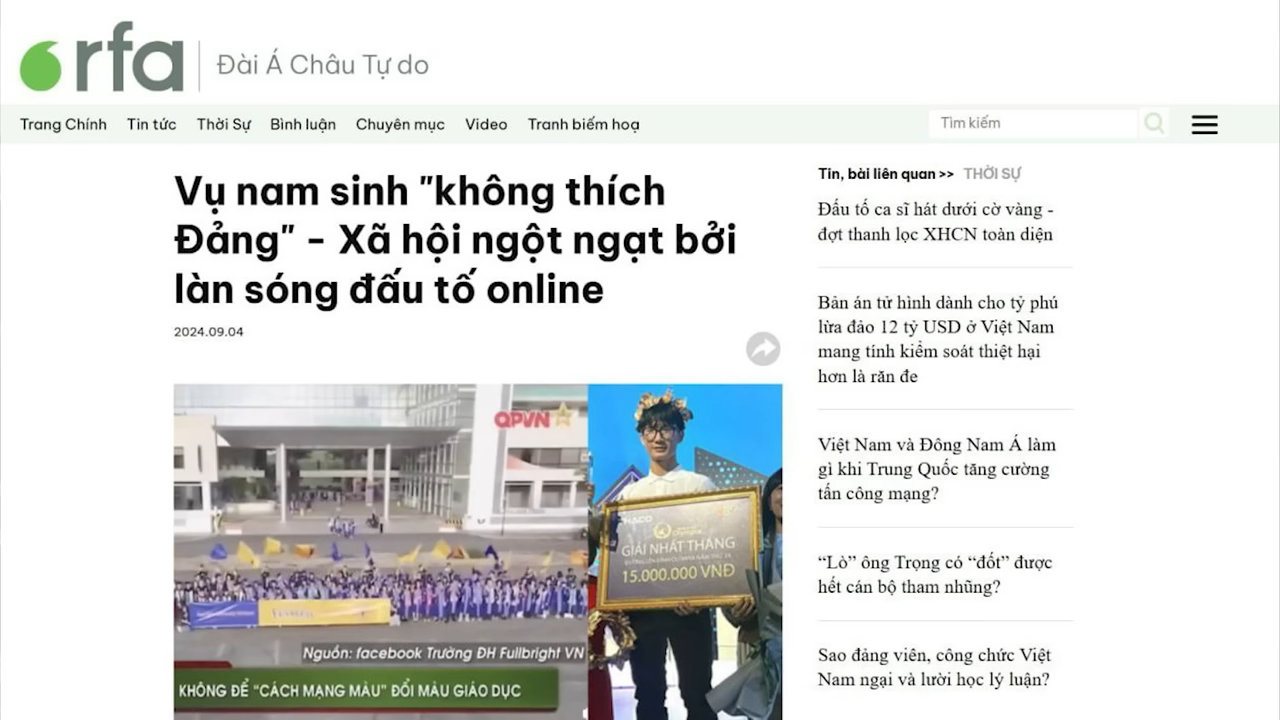 rfa
Đài Á Châu Tự do
Trang Chính Tin tức Thời Sự Bình luận Chuyên mục Video Tranh biếm hoạ
Tìm kiếm
Vụ nam sinh "không thích
Đảng" - Xã hội ngột ngạt bởi
làn sóng đấu tố online
2024.09.04
QPVN
GIẢI NHẤT THÁNG
15.000.000 VNĐ
Nguồn: facebook Trường ĐH Fullbright VN
KHÔNG ĐỂ “CÁCH MẠNG MÀU” ĐỔI MÀU GIÁO DỤC
Tin, bài liên quan >> THỜI SỰ
Đấu tố ca sĩ hát dưới cờ vàng -
đợt thanh lọc XHCN toàn diện
Bản án tử hình dành cho tỷ phú
lừa đảo 12 tỷ USD ở Việt Nam
mang tính kiểm soát thiệt hại
hơn là răn đe
Việt Nam và Đông Nam Á làm
gì khi Trung Quốc tăng cường
tấn công mạng?
“Lò” ông Trọng có “đốt” được
hết cán bộ tham nhũng?
Sao đảng viên, công chức Việt
Nam ngại và lười học lý luận?